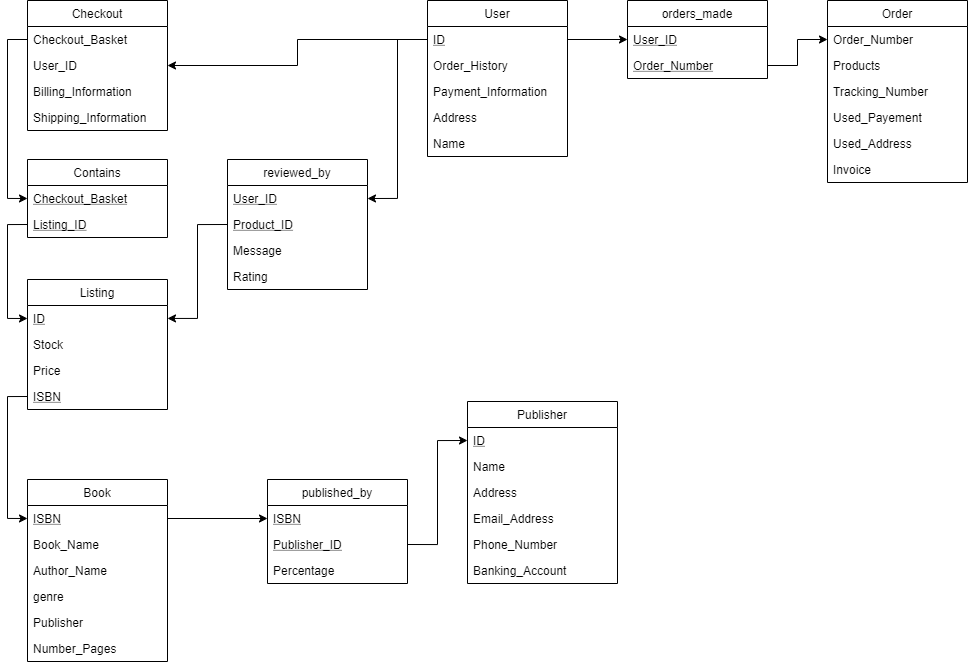 Checkout
Checkout_Basket
User_ID
Billing_Information
Shipping_Information
User
ID
Order_History
Payment_Information
Address
Name
orders_made
User_ID
Order_Number
Order
Order_Number
Products
Tracking_Number
Used_Payement
Used_Address
Invoice
Contains
Checkout_Basket
Listing_ID
reviewed_by
User_ID
Product_ID
Message
Rating
Listing
ID
Stock
Price
ISBN
Publisher
ID
Name
Address
Email_Address
Phone_Number
Banking_Account
Book
ISBN
Book_Name
Author_Name
genre
Publisher
Number_Pages
published_by
ISBN
Publisher_ID
Percentage